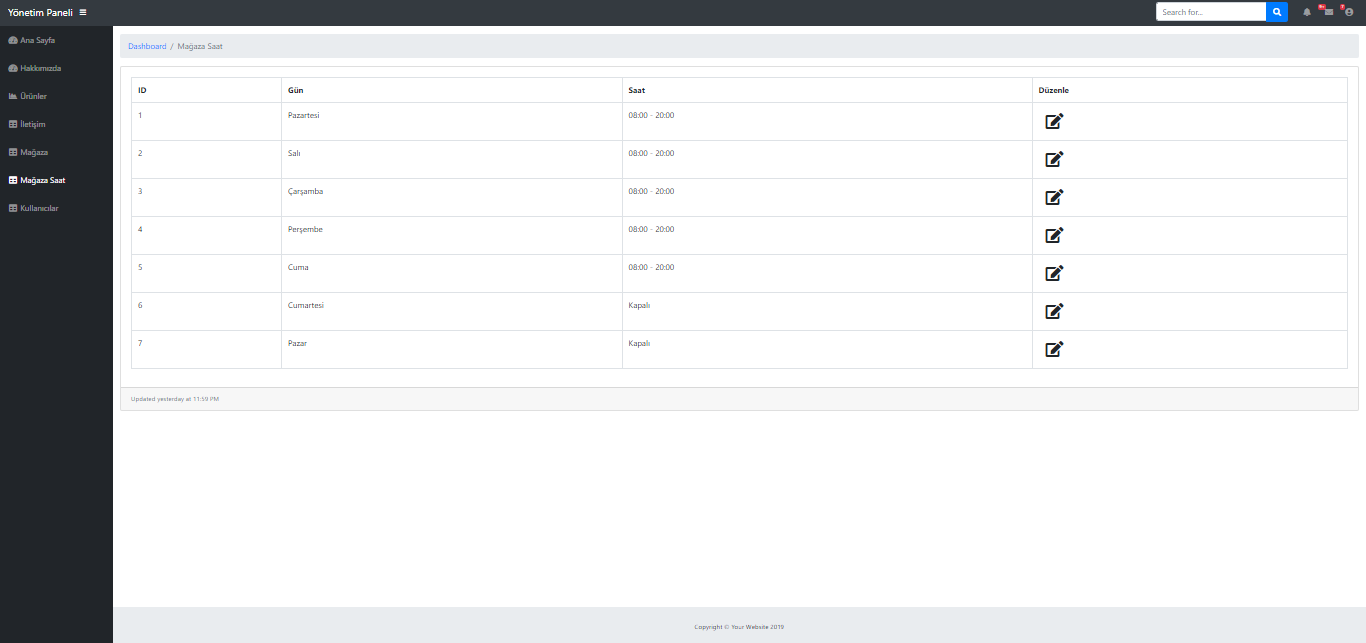 Yönetim Paneli
Search for...
9+
7
Ana Sayfa
Hakkımızda
Ürünler
İletişim
Mağaza
Mağaza Saat
Kullanıcılar
Dashboard / Mağaza Saat
ID Gün Saat Düzenle
1 Pazartesi 08:00 - 20:00
2 Salı 08:00 - 20:00
3 Çarşamba 08:00 - 20:00
4 Perşembe 08:00 - 20:00
5 Cuma 08:00 - 20:00
6 Cumartesi Kapalı
7 Pazar Kapalı
Updated yesterday at 11:59 PM
Copyright © Your Website 2019